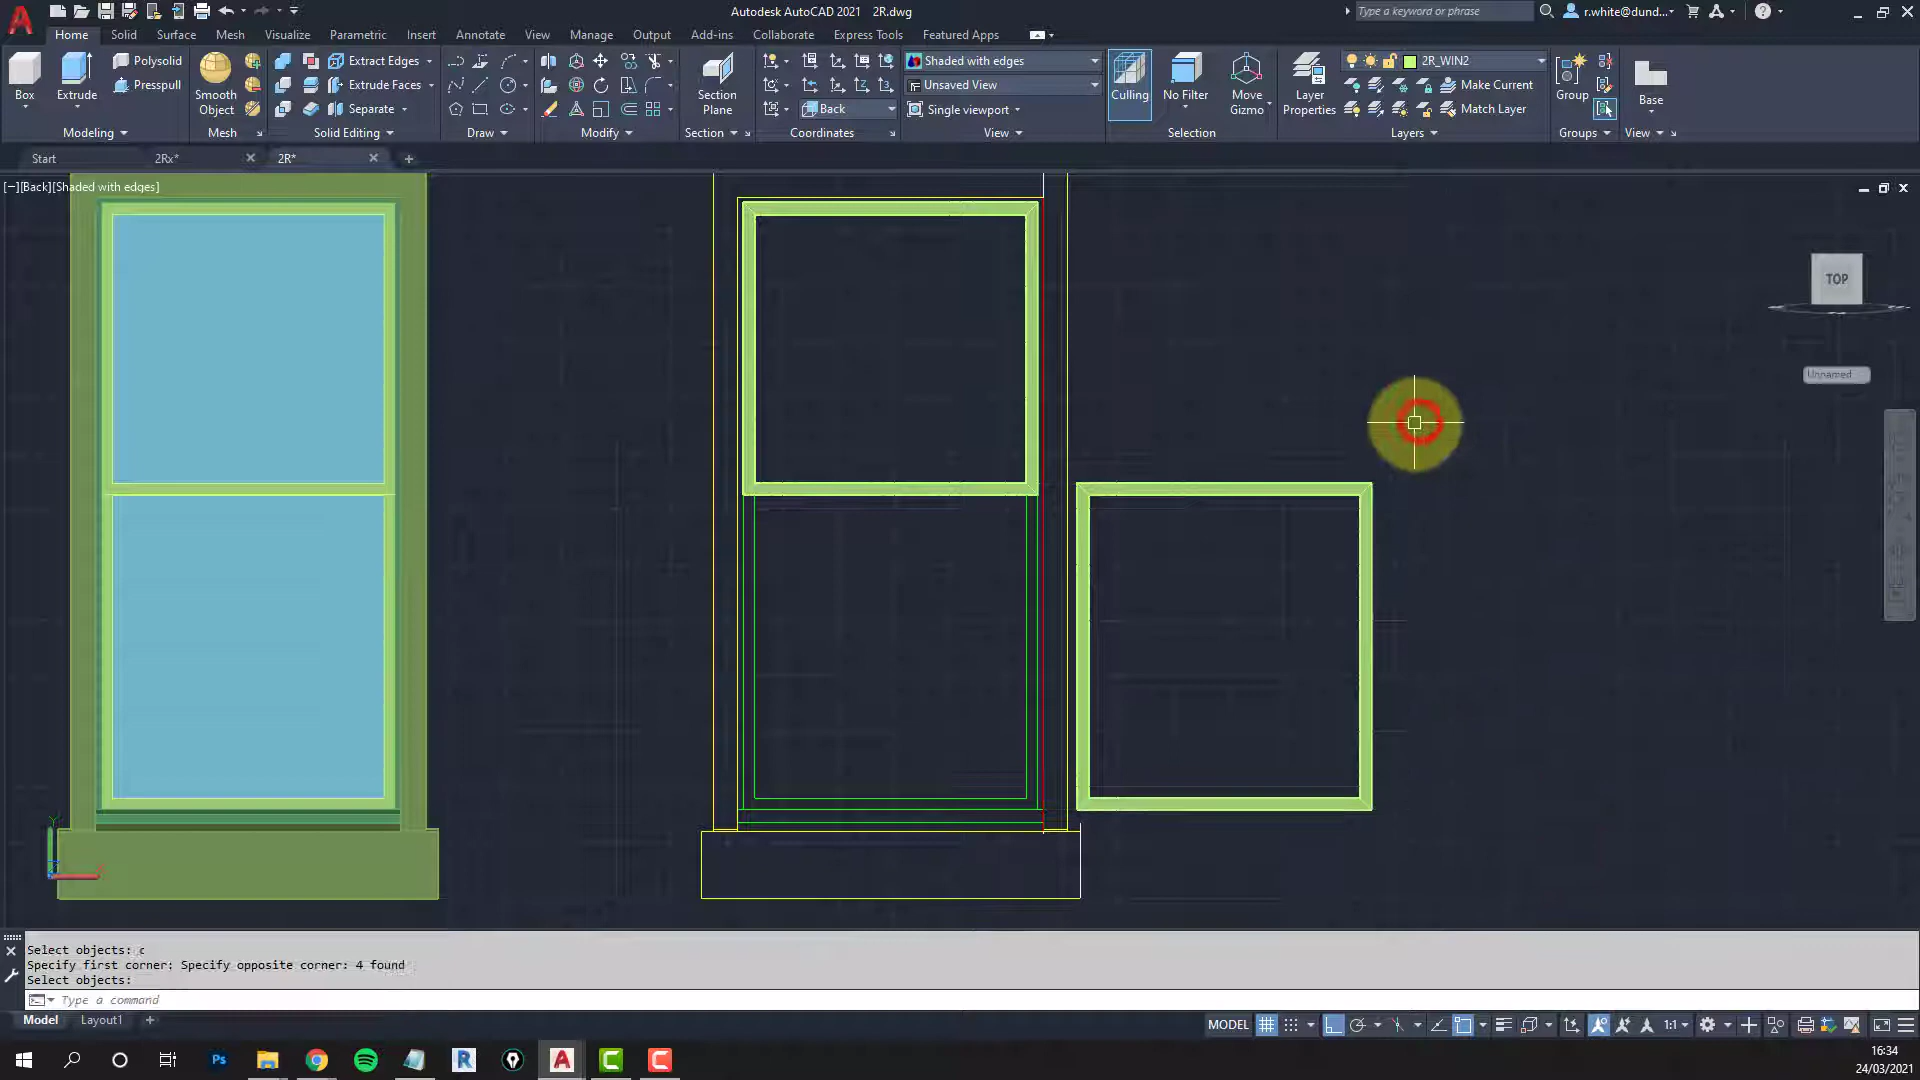 Autodesk AutoCAD 2021 2R.dwg
Type a keyword or phrase
r.white@dund...
Home Solid Surface Mesh Visualize Parametric Insert Annotate View Manage Output Add-ins Collaborate Express Tools Featured Apps
Box
Extrude
Polysolid
Presspull
Smooth Object
Extract Edges
Extrude Faces
Separate
Section Plane
Back
Shaded with edges
Unsaved View
Single viewport
Culling
No Filter
Move Gizmo
Layer Properties
2R_WIN2
Make Current
Match Layer
Group
Base
Modeling Mesh Solid Editing Draw Modify Section Coordinates View Selection Layers Groups View
Start 2Rx* 2R*
[−][Back][Shaded with edges]
TOP
Unnamed
Y
Select objects: c
Specify first corner: Specify opposite corner: 4 found
Select objects:
Type a command
Model Layout1
MODEL 1:1
Ps R A C C
16:34
24/03/2021